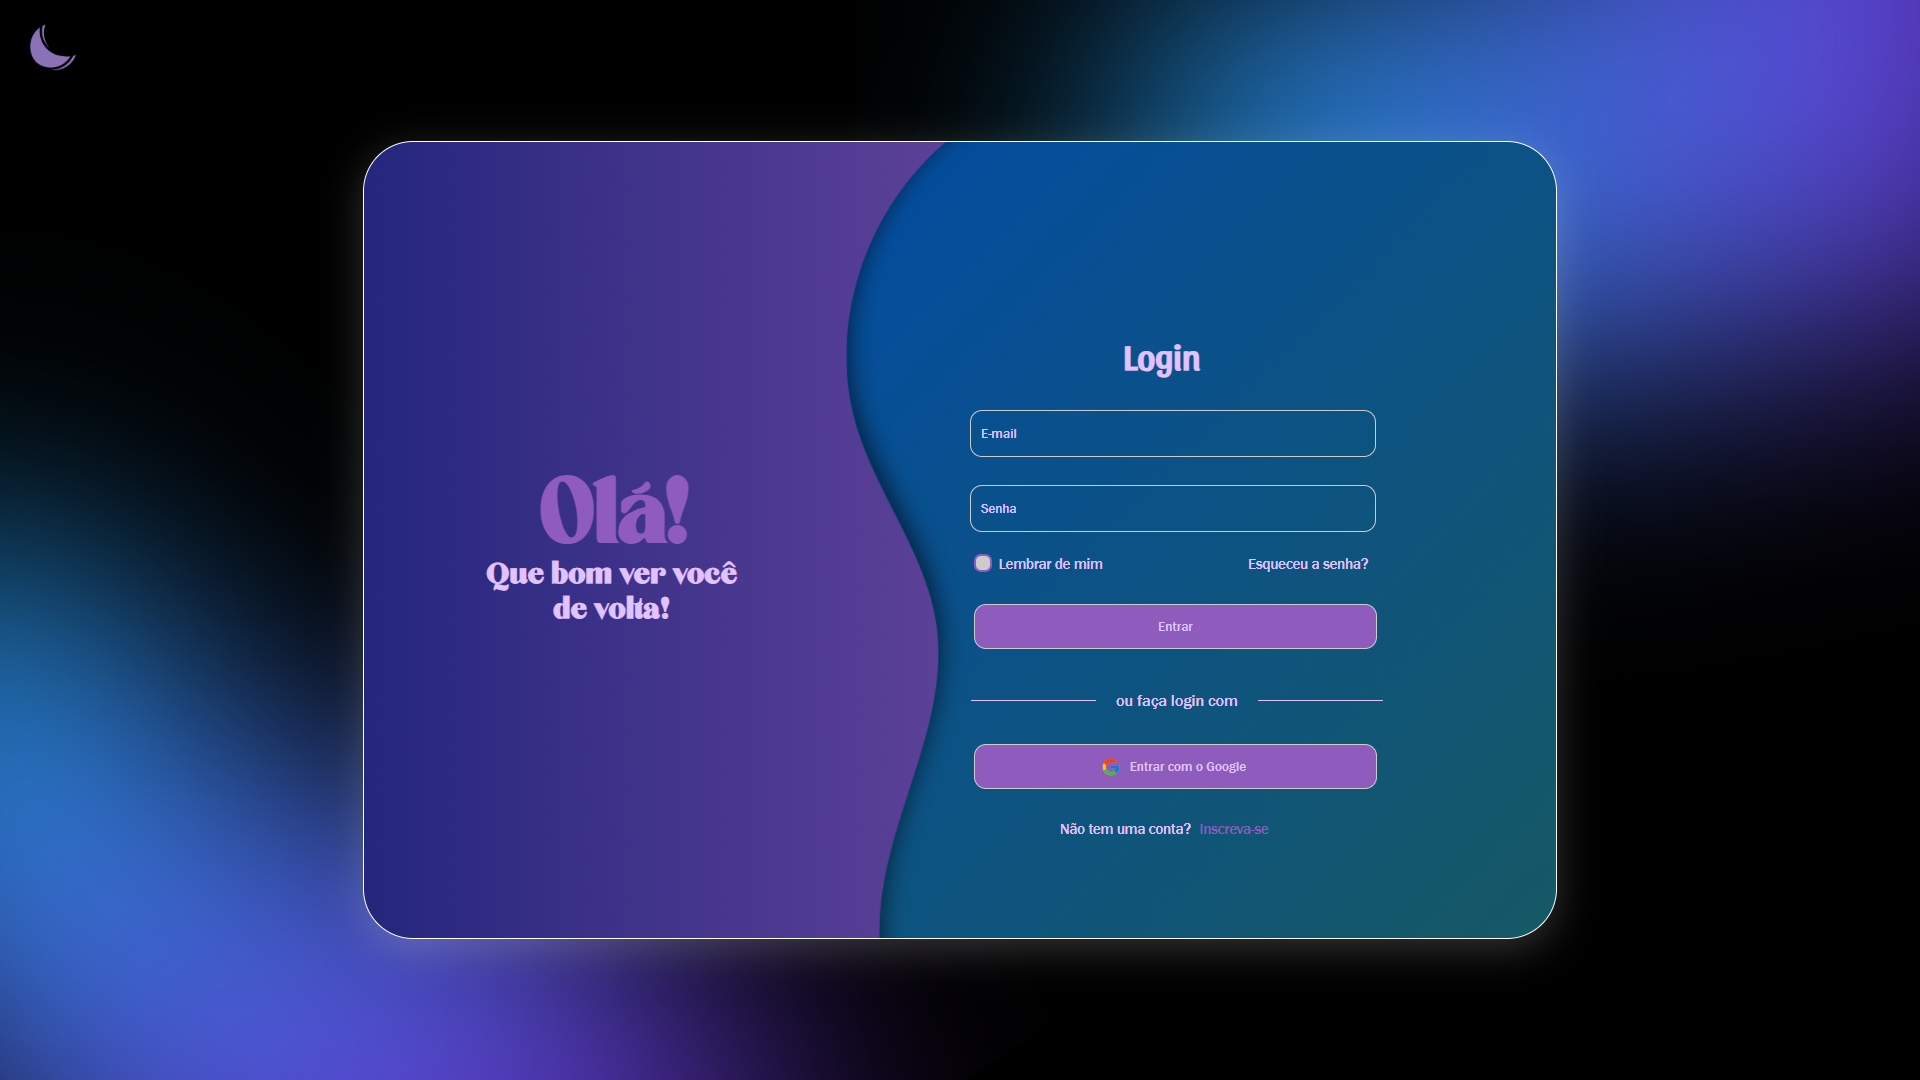 Olá!
Que bom ver você
de volta!
Login
E-mail
Senha
Lembrar de mim
Esqueceu a senha?
Entrar
ou faça login com
Entrar com o Google
Não tem uma conta? Inscreva-se